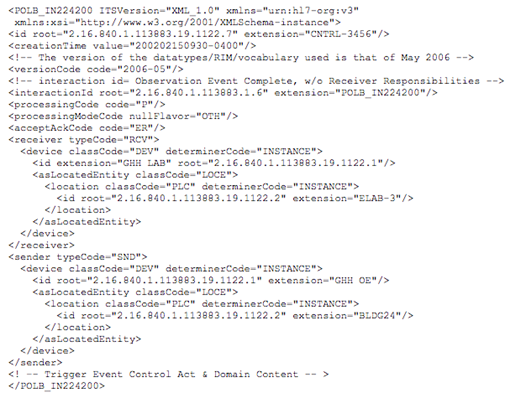 <POLB_IN224200 ITSVersion="XML_1.0" xmlns="urn:hl7-org:v3"
xmlns:xsi="http://www.w3.org/2001/XMLSchema-instance">
<id root="2.16.840.1.113883.19.1122.7" extension="CNTRL-3456"/>
<creationTime value="200202150930-0400"/>
<!-- The version of the datatypes/RIM/vocabulary used is that of May 2006 -->
<versionCode code="2006-05"/>
<!-- interaction id= Observation Event Complete, w/o Receiver Responsibilities -->
<interactionId root="2.16.840.1.113883.1.6" extension="POLB_IN224200"/>
<processingCode code="P"/>
<processingModeCode nullFlavor="OTH"/>
<acceptAckCode code="ER"/>
<receiver typeCode="RCV">
<device classCode="DEV" determinerCode="INSTANCE">
<id extension="GHH LAB" root="2.16.840.1.113883.19.1122.1"/>
<asLocatedEntity classCode="LOCE">
<location classCode="PLC" determinerCode="INSTANCE">
<id root="2.16.840.1.113883.19.1122.2" extension="ELAB-3"/>
</location>
</asLocatedEntity>
</device>
</receiver>
<sender typeCode="SND">
<device classCode="DEV" determinerCode="INSTANCE">
<id root="2.16.840.1.113883.19.1122.1" extension="GHH OE"/>
<asLocatedEntity classCode="LOCE">
<location classCode="PLC" determinerCode="INSTANCE">
<id root="2.16.840.1.113883.19.1122.2" extension="BLDG24"/>
</location>
</asLocatedEntity>
</device>
</sender>
<! -- Trigger Event Control Act & Domain Content -- >
</POLB_IN224200>